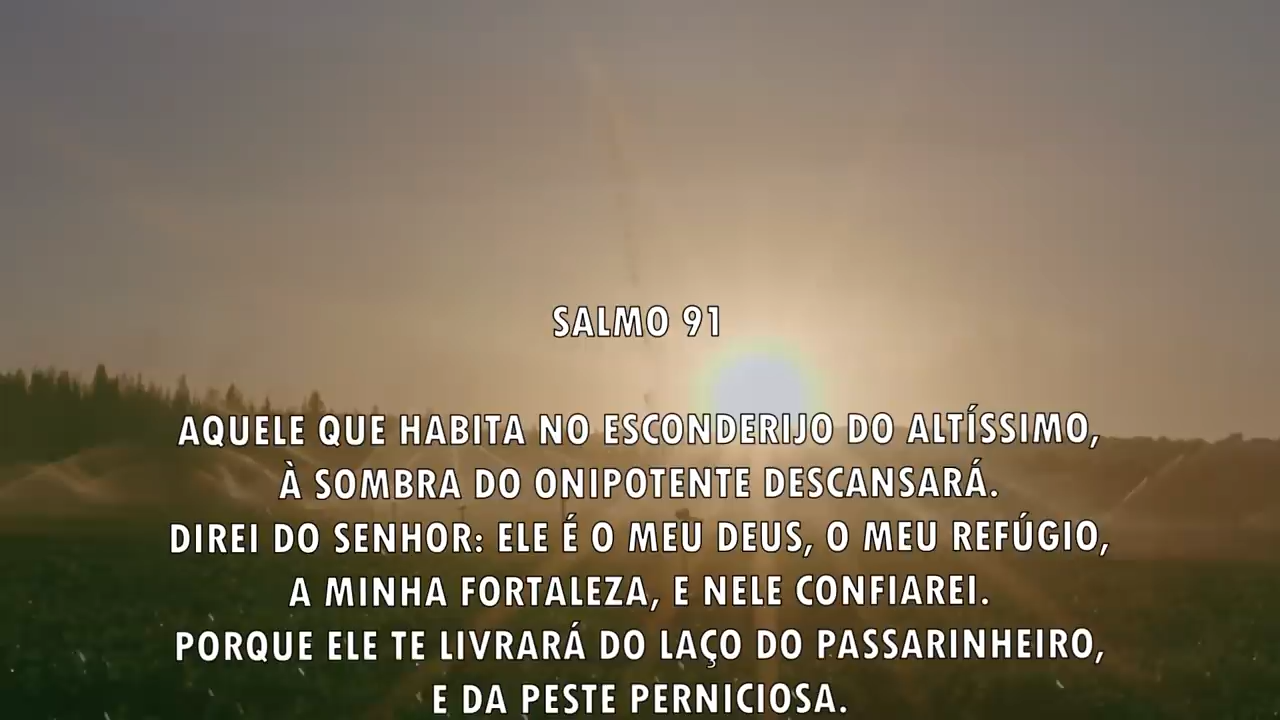 SALMO 91
AQUELE QUE HABITA NO ESCONDERIJO DO ALTÍSSIMO,
À SOMBRA DO ONIPOTENTE DESCANSARÁ.
DIREI DO SENHOR: ELE É O MEU DEUS, O MEU REFÚGIO,
A MINHA FORTALEZA, E NELE CONFIAREI.
PORQUE ELE TE LIVRARÁ DO LAÇO DO PASSARINHEIRO,
E DA PESTE PERNICIOSA.